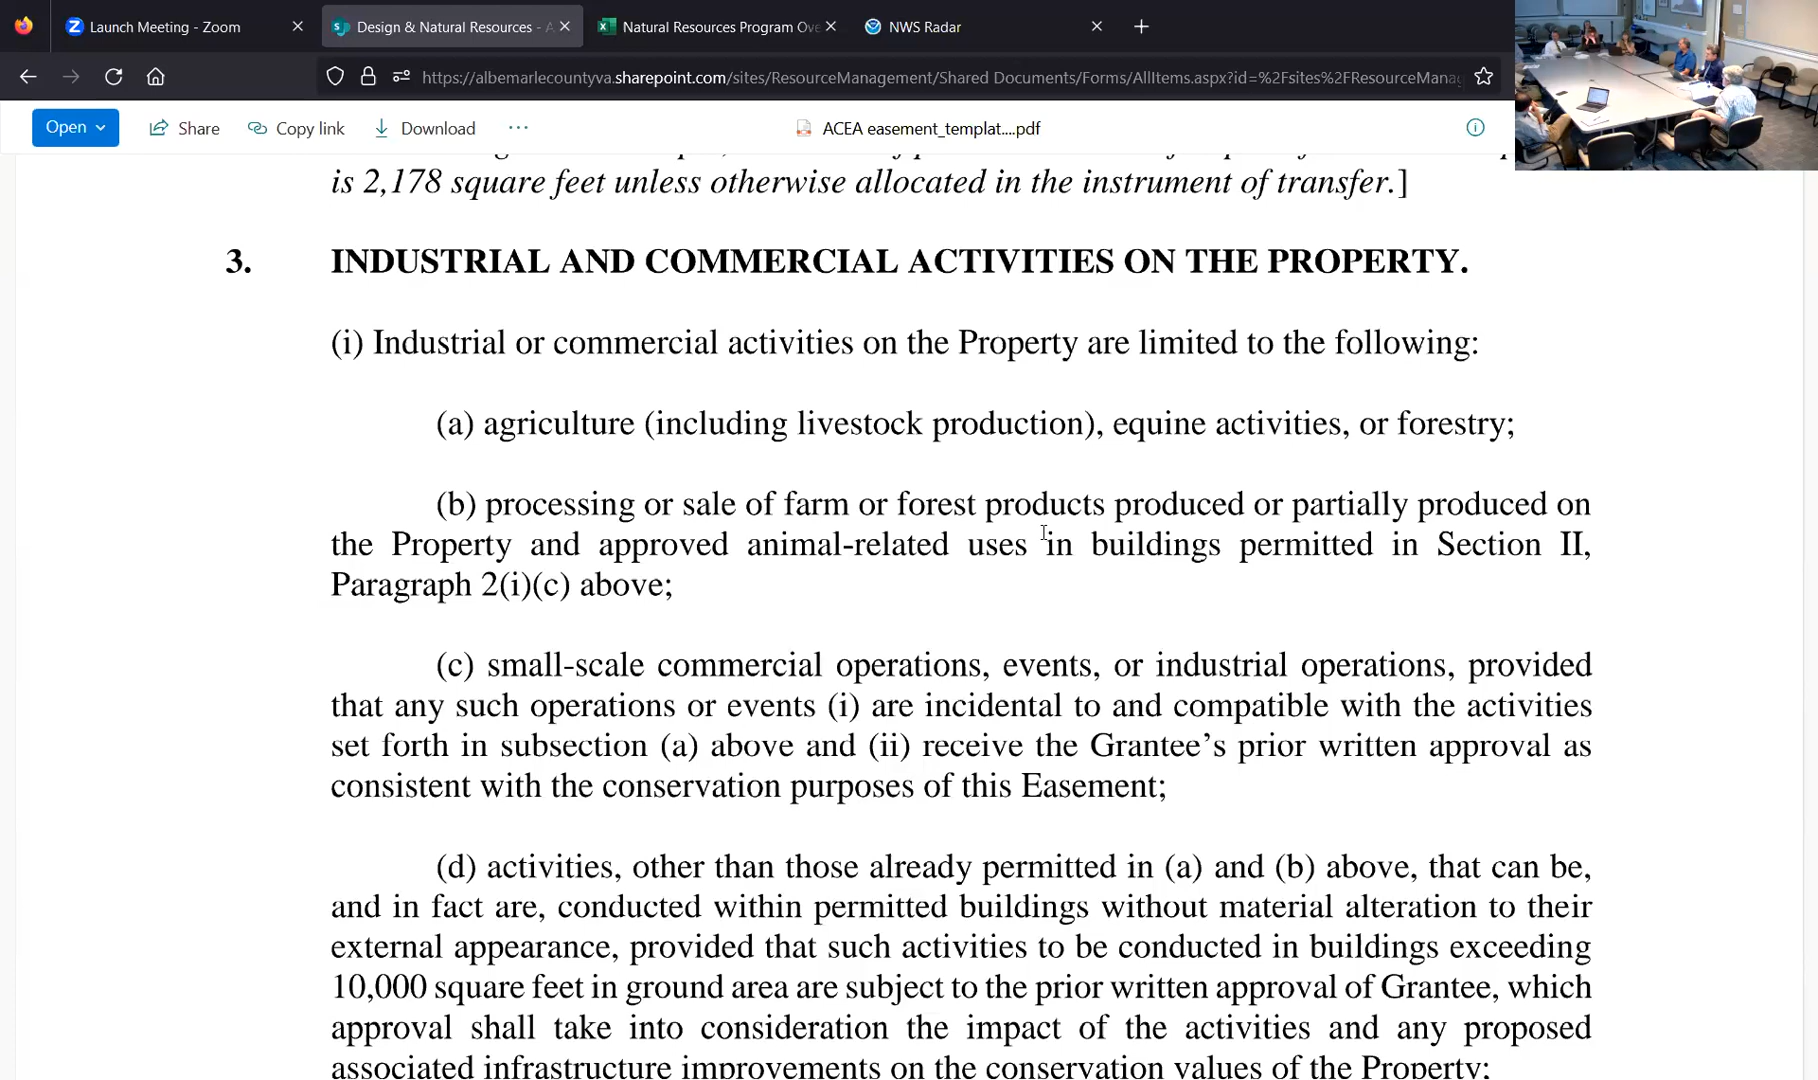 Launch Meeting - Zoom
Design & Natural Resources - A
Natural Resources Program Ove
NWS Radar
https://albemarlecountyva.sharepoint.com/sites/ResourceManagement/Shared Documents/Forms/AllItems.aspx?id=%2Fsites%2FResourceMana
Open
Share
Copy link
Download
ACEA easement_templat....pdf
is 2,178 square feet unless otherwise allocated in the instrument of transfer.]
3. INDUSTRIAL AND COMMERCIAL ACTIVITIES ON THE PROPERTY.
(i) Industrial or commercial activities on the Property are limited to the following:
(a) agriculture (including livestock production), equine activities, or forestry;
(b) processing or sale of farm or forest products produced or partially produced on
the Property and approved animal-related uses in buildings permitted in Section II,
Paragraph 2(i)(c) above;
(c) small-scale commercial operations, events, or industrial operations, provided
that any such operations or events (i) are incidental to and compatible with the activities
set forth in subsection (a) above and (ii) receive the Grantee's prior written approval as
consistent with the conservation purposes of this Easement;
(d) activities, other than those already permitted in (a) and (b) above, that can be,
and in fact are, conducted within permitted buildings without material alteration to their
external appearance, provided that such activities to be conducted in buildings exceeding
10,000 square feet in ground area are subject to the prior written approval of Grantee, which
approval shall take into consideration the impact of the activities and any proposed
associated infrastructure improvements on the conservation values of the Property;